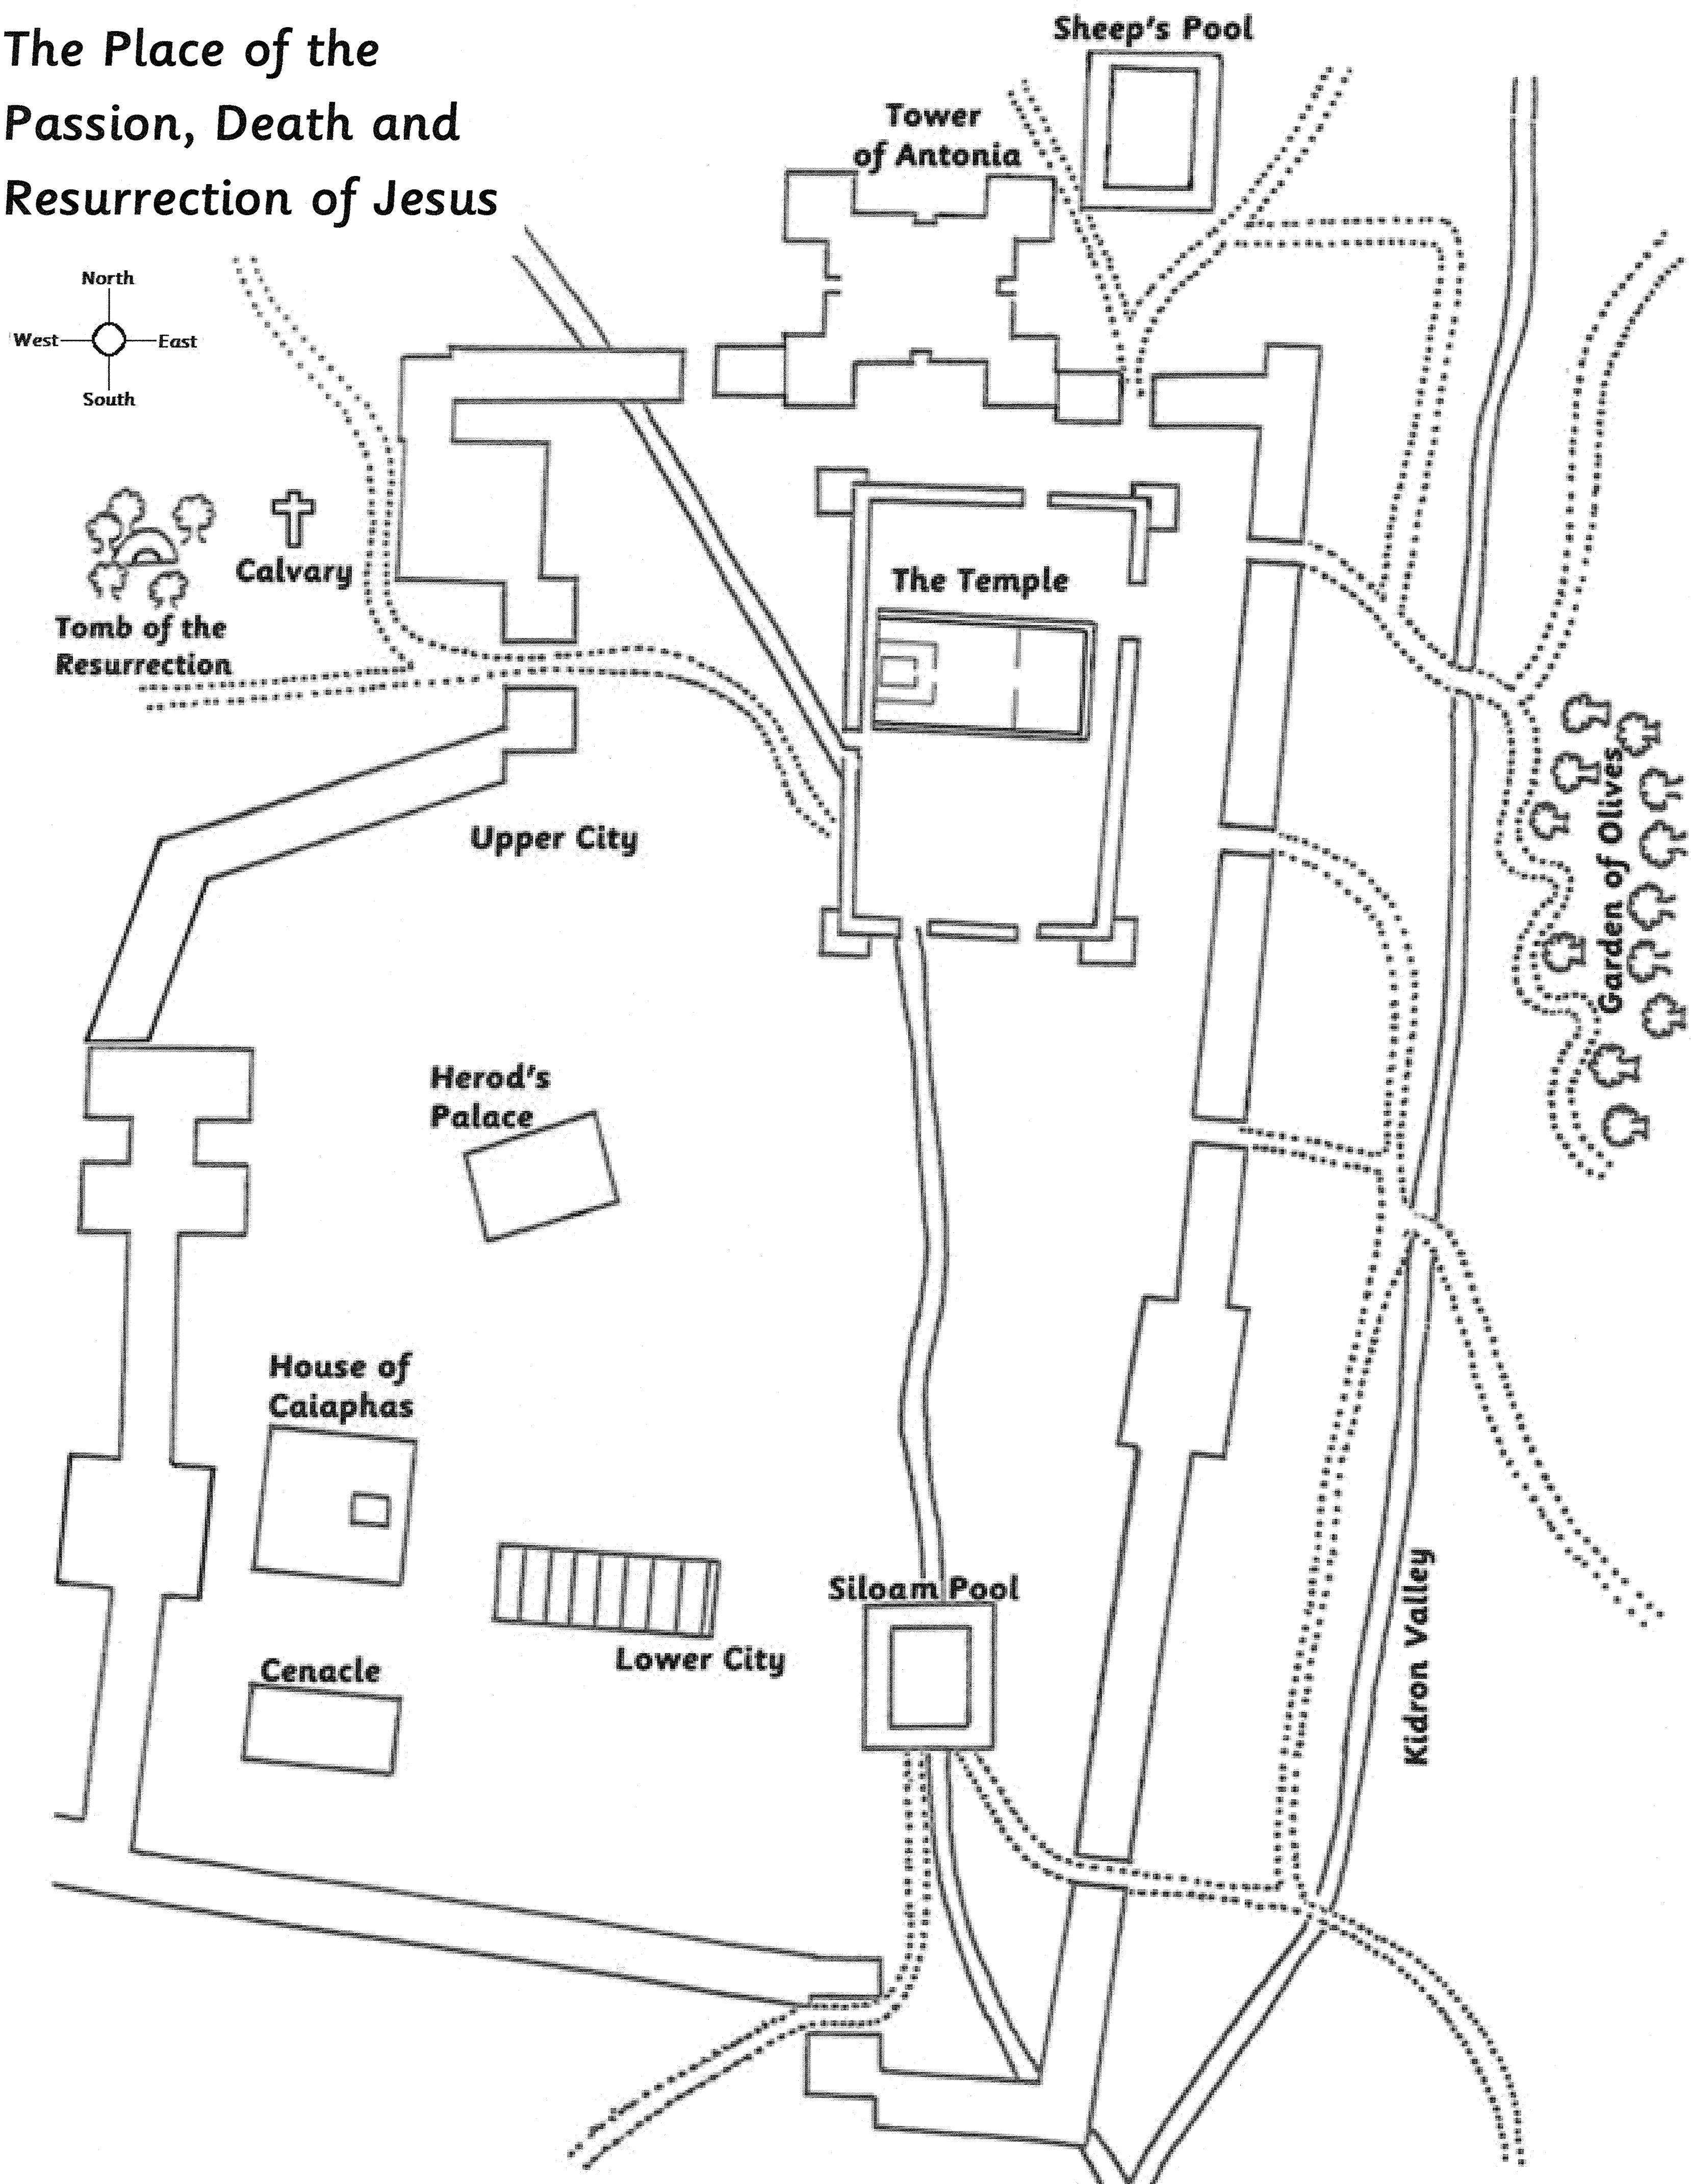 The Place of the
Passion, Death and
Resurrection of Jesus
Sheep's Pool
Tower
of Antonia
North
West
East
South
Calvary
Tomb of the
Resurrection
The Temple
Upper City
Garden of Olives
Herod's
Palace
House of
Caiaphas
Siloam Pool
Lower City
Cenacle
Kidron Valley